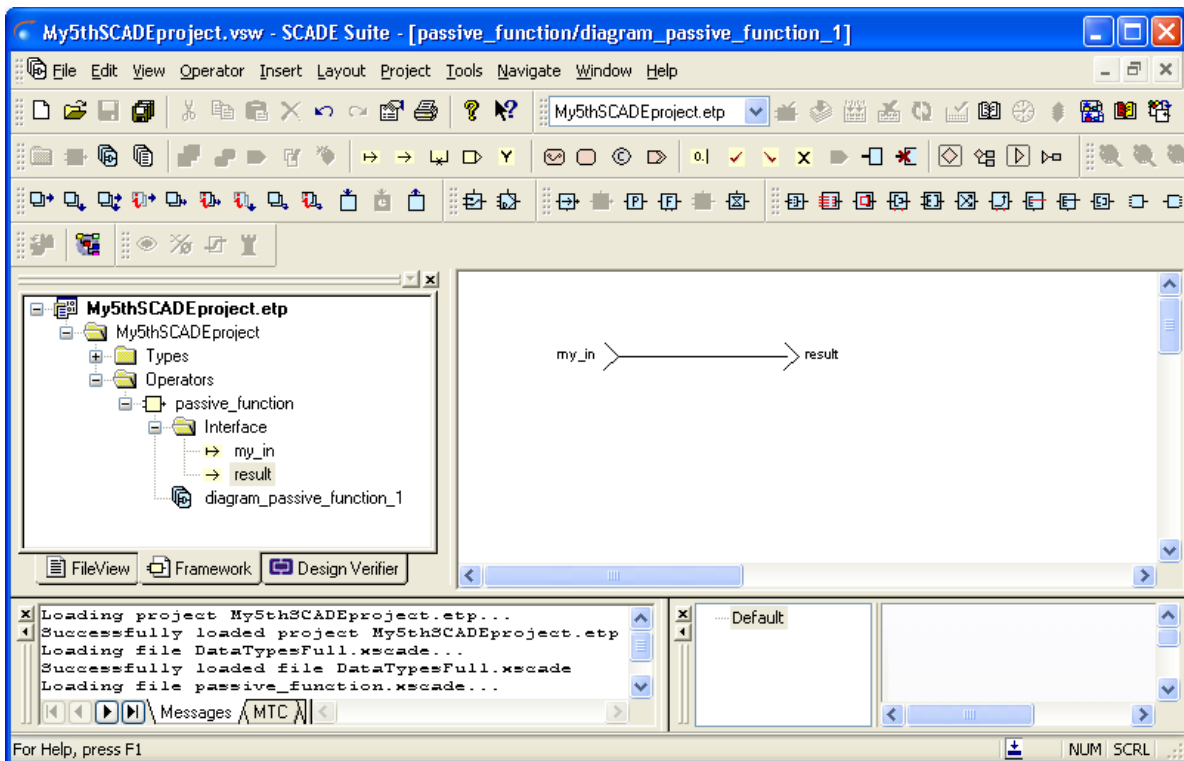 My5thSCADEproject.vsw - SCADE Suite - [passive_function/diagram_passive_function_1]
File Edit View Operator Insert Layout Project Tools Navigate Window Help
My5thSCADEproject.etp
My5thSCADEproject.etp
My5thSCADEproject
Types
Operators
passive_function
Interface
my_in
result
diagram_passive_function_1
my_in result
FileView Framework Design Verifier
Loading project My5thSCADEproject.etp...
Successfully loaded project My5thSCADEproject.etp
Loading file DataTypesFull.xscade...
Successfully loaded file DataTypesFull.xscade
Loading file passive_function.xscade...
Messages MTC
Default
For Help, press F1
NUM SCRL